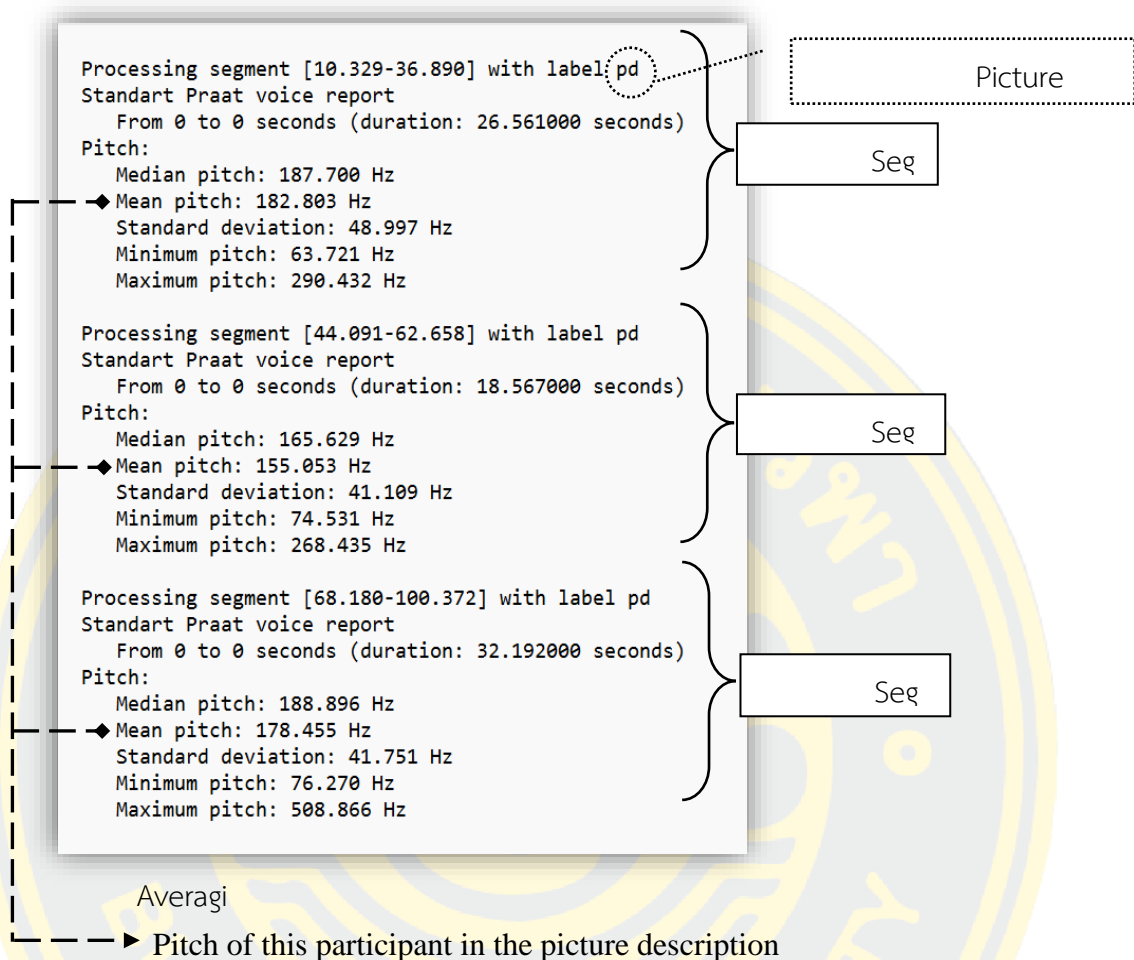 Processing segment [10.329-36.890] with label pd
Standart Praat voice report
From 0 to 0 seconds (duration: 26.561000 seconds)
Pitch:
Median pitch: 187.700 Hz
Mean pitch: 182.803 Hz
Standard deviation: 48.997 Hz
Minimum pitch: 63.721 Hz
Maximum pitch: 290.432 Hz
Picture
Seg
Processing segment [44.091-62.658] with label pd
Standart Praat voice report
From 0 to 0 seconds (duration: 18.567000 seconds)
Pitch:
Median pitch: 165.629 Hz
Mean pitch: 155.053 Hz
Standard deviation: 41.109 Hz
Minimum pitch: 74.531 Hz
Maximum pitch: 268.435 Hz
Seg
Processing segment [68.180-100.372] with label pd
Standart Praat voice report
From 0 to 0 seconds (duration: 32.192000 seconds)
Pitch:
Median pitch: 188.896 Hz
Mean pitch: 178.455 Hz
Standard deviation: 41.751 Hz
Minimum pitch: 76.270 Hz
Maximum pitch: 508.866 Hz
Seg
Averagi
Pitch of this participant in the picture description